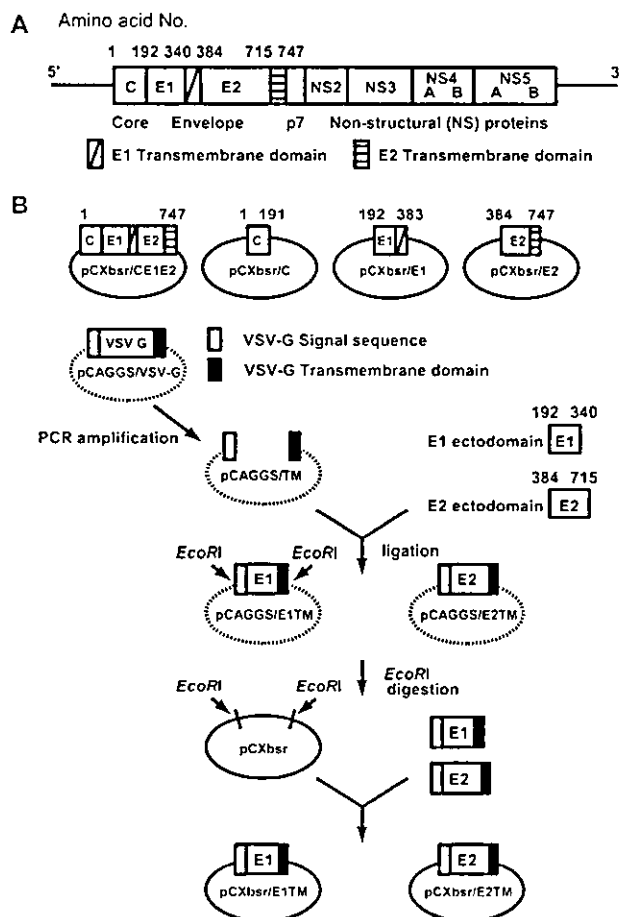 A Amino acid No.
1 192 340 384 715 747
5' 3
C E1 E2 NS2 NS3 NS4 A B NS5 A B
Core Envelope p7 Non-structural (NS) proteins
E1 Transmembrane domain E2 Transmembrane domain
B
1 747 1 191 192 383 384 747
C E1 E2 C E1 E2
pCXbsr/CE1E2 pCXbsr/C pCXbsr/E1 pCXbsr/E2
VSV G VSV-G Signal sequence
pCAGGS/VSV-G VSV-G Transmembrane domain
PCR amplification
192 340
E1 ectodomain E1
pCAGGS/TM
384 715
E2 ectodomain E2
EcoRI EcoRI ligation
E1 E2
pCAGGS/E1TM pCAGGS/E2TM
EcoRI
digestion
EcoRI EcoRI
pCXbsr
E1
E2
E1 E2
pCXbsr/E1TM pCXbsr/E2TM